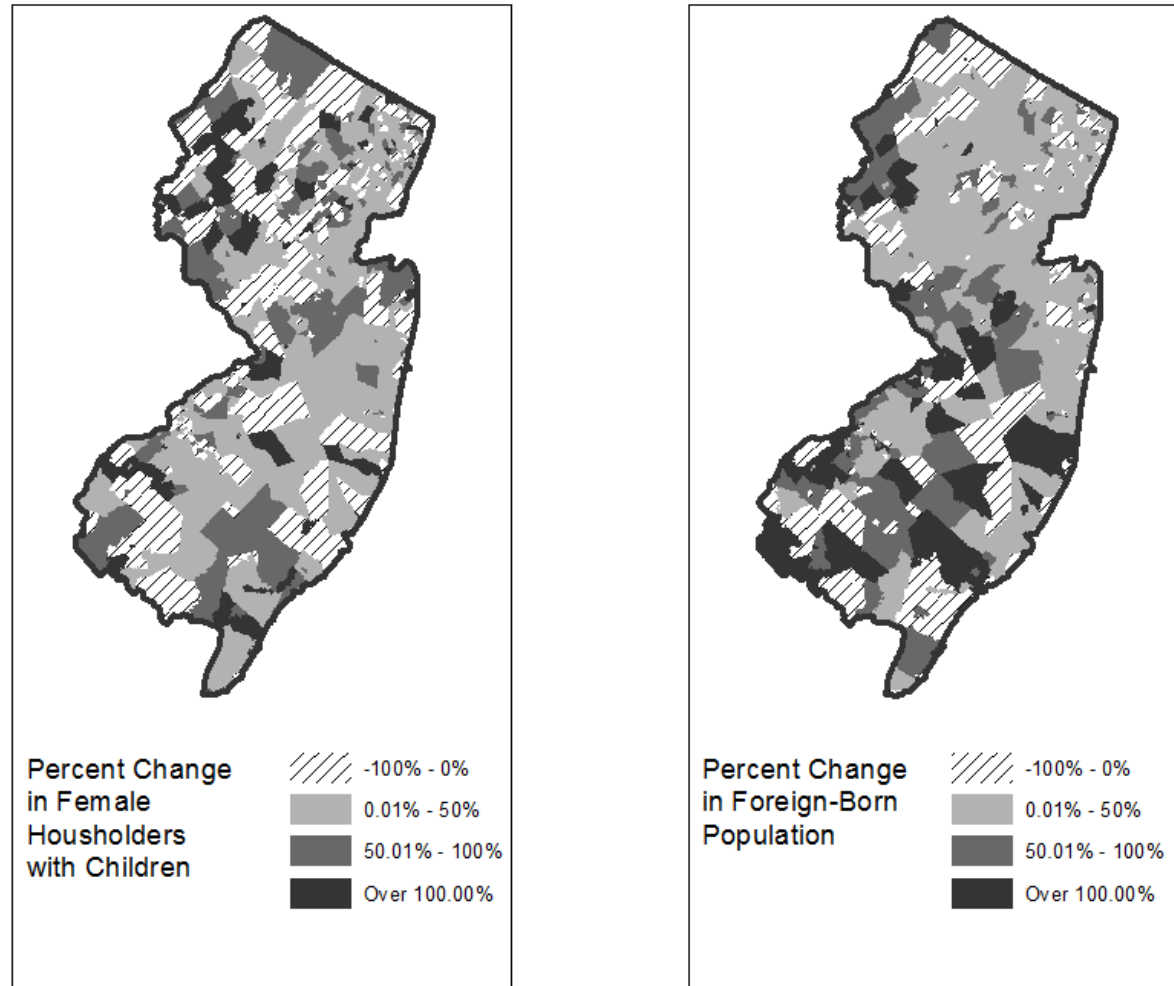 Percent Change
in Female
Housholders
with Children
-100% - 0%
0.01% - 50%
50.01% - 100%
Over 100.00%
Percent Change
in Foreign-Born
Population
-100% - 0%
0.01% - 50%
50.01% - 100%
Over 100.00%